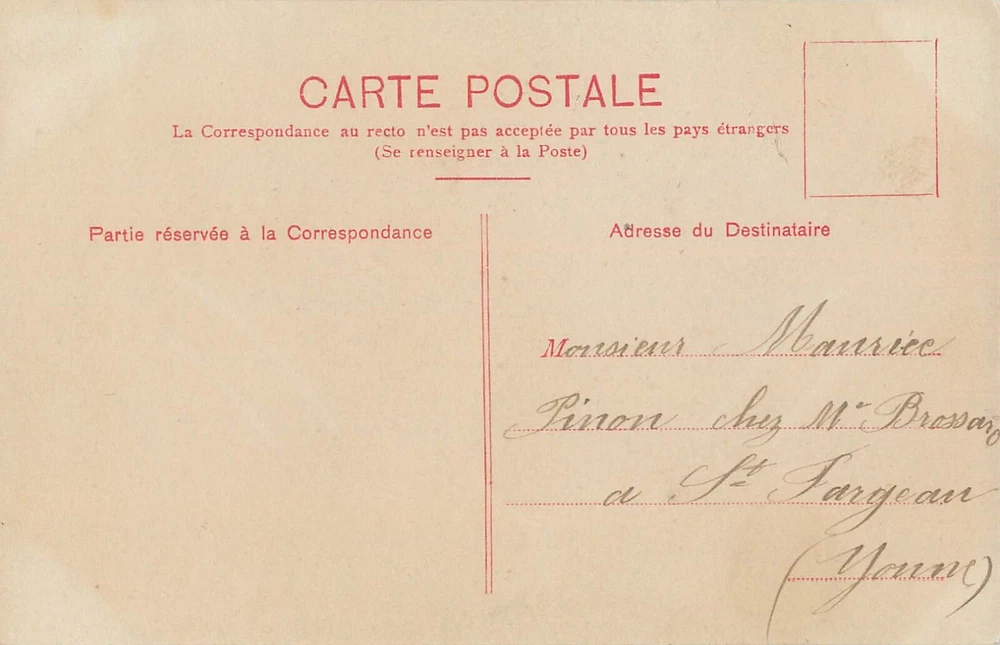 CARTE POSTALE
La Correspondance au recto n'est pas acceptée par tous les pays étrangers
(Se renseigner à la Poste)
Partie réservée à la Correspondance
Adresse du Destinataire
Monsieur Maurice
Pinon chez Mr Brossard
a St Fargeau
(Yonne)